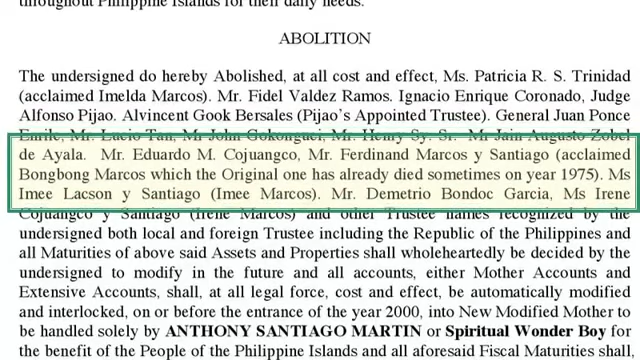 throughout Philippine Islands for their daily needs.
ABOLITION
The undersigned do hereby Abolished, at all cost and effect, Ms. Patricia R. S. Trinidad
(acclaimed Imelda Marcos). Mr. Fidel Valdez Ramos. Ignacio Enrique Coronado, Judge
Alfonso Pijao. Alvincent Gook Bersales (Pijao's Appointed Trustee). General Juan Ponce
Enrile, Mr. Lucio Tan, Mr John Gokonguei, Mr. Henry Sy. Sr. Mr Jain Augusto Zobel
de Ayala. Mr. Eduardo M. Cojuangco, Mr. Ferdinand Marcos y Santiago (acclaimed
Bongbong Marcos which the Original one has already died sometimes on year 1975). Ms
Imee Lacson y Santiago (Imee Marcos). Mr. Demetrio Bondoc Garcia, Ms Irene
Cojuangco y Santiago (Irene Marcos) and other Trustee names recognized by the
undersigned both local and foreign Trustee including the Republic of the Philippines and
all Maturities of above said Assets and Properties shall wholeheartedly be decided by the
undersigned to modify in the future and all accounts, either Mother Accounts and
Extensive Accounts, shall, at all legal force, cost and effect, be automatically modified
and interlocked, on or before the entrance of the year 2000, into New Modified Mother to
be handled solely by ANTHONY SANTIAGO MARTIN or Spiritual Wonder Boy for
the benefit of the People of the Philippine Islands and all aforesaid Fiscal Maturities shall,